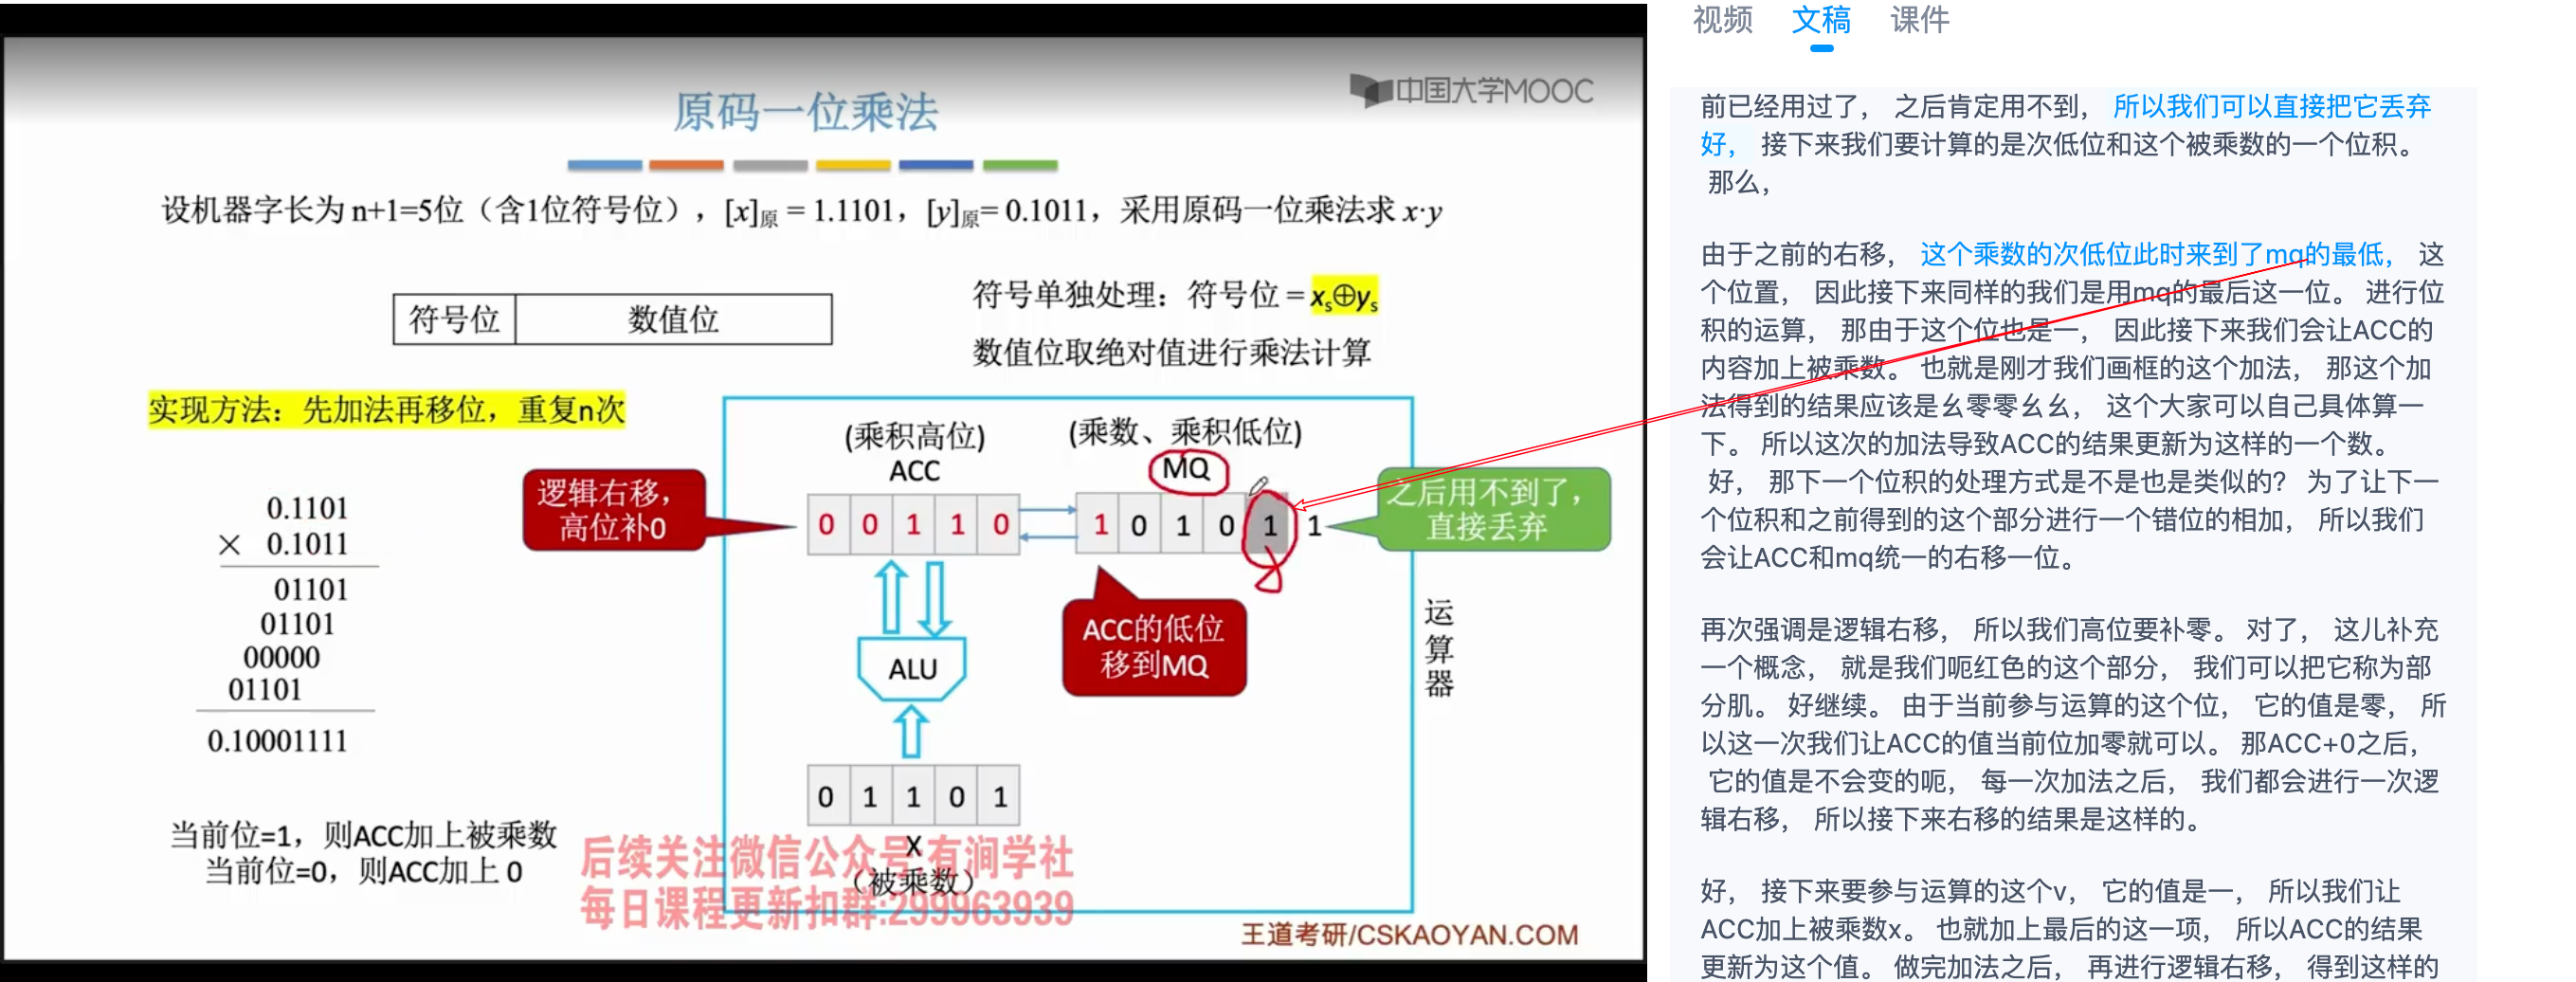 中国大学MOOC
原码一位乘法
设机器字长为 n+1=5位（含1位符号位），[x]原 = 1.1101，[y]原= 0.1011，采用原码一位乘法求 x·y
符号位 数值位
符号单独处理：符号位 = xs⊕ys
数值位取绝对值进行乘法计算
实现方法：先加法再移位，重复n次
(乘积高位)
ACC
(乘数、乘积低位)
MQ
逻辑右移，
高位补0
0 0 1 1 0
1 0 1 0 1 1
之后用不到了，
直接丢弃
ACC的低位
移到MQ
ALU
运算器
0 1 1 0 1
X
（被乘数）
0.1101
× 0.1011
01101
01101
00000
01101
0.10001111
当前位=1，则ACC加上被乘数
当前位=0，则ACC加上 0
后续关注微信公众号:有涧学社
每日课程更新扣群:299963939
王道考研/CSKAOYAN.COM
视频 文稿 课件
前已经用过了， 之后肯定用不到， 所以我们可以直接把它丢弃
好， 接下来我们要计算的是次低位和这个被乘数的一个位积。
那么，
由于之前的右移， 这个乘数的次低位此时来到了mq的最低， 这
个位置， 因此接下来同样的我们是用mq的最后这一位。 进行位
积的运算， 那由于这个位也是一， 因此接下来我们会让ACC的
内容加上被乘数。 也就是刚才我们画框的这个加法， 那这个加
法得到的结果应该是幺零零幺幺， 这个大家可以自己具体算一
下。 所以这次的加法导致ACC的结果更新为这样的一个数。
好， 那下一个位积的处理方式是不是也是类似的？ 为了让下一
个位积和之前得到的这个部分进行一个错位的相加， 所以我们
会让ACC和mq统一的右移一位。
再次强调是逻辑右移， 所以我们高位要补零。 对了， 这儿补充
一个概念， 就是我们呃红色的这个部分， 我们可以把它称为部
分肌。 好继续。 由于当前参与运算的这个位， 它的值是零， 所
以这一次我们让ACC的值当前位加零就可以。 那ACC+0之后，
它的值是不会变的呃， 每一次加法之后， 我们都会进行一次逻
辑右移， 所以接下来右移的结果是这样的。
好， 接下来要参与运算的这个v， 它的值是一， 所以我们让
ACC加上被乘数x。 也就加上最后的这一项， 所以ACC的结果
更新为这个值。 做完加法之后， 再进行逻辑右移， 得到这样的